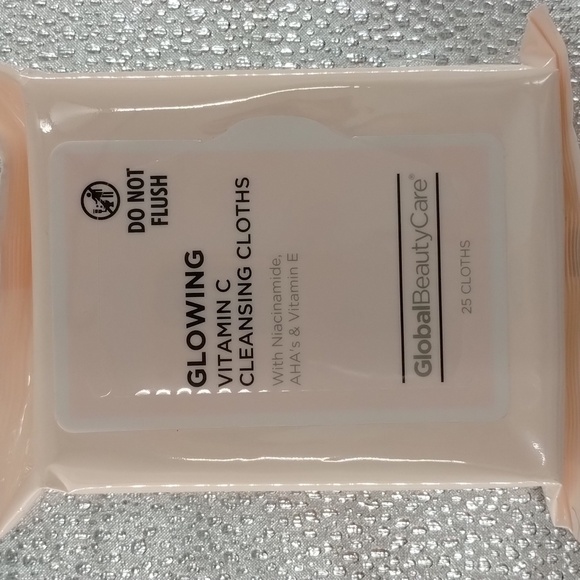 DO NOT
FLUSH
GLOWING
VITAMIN C
CLEANSING CLOTHS
With Niacinamide,
AHA's & Vitamin E
GlobalBeautyCare®
25 CLOTHS